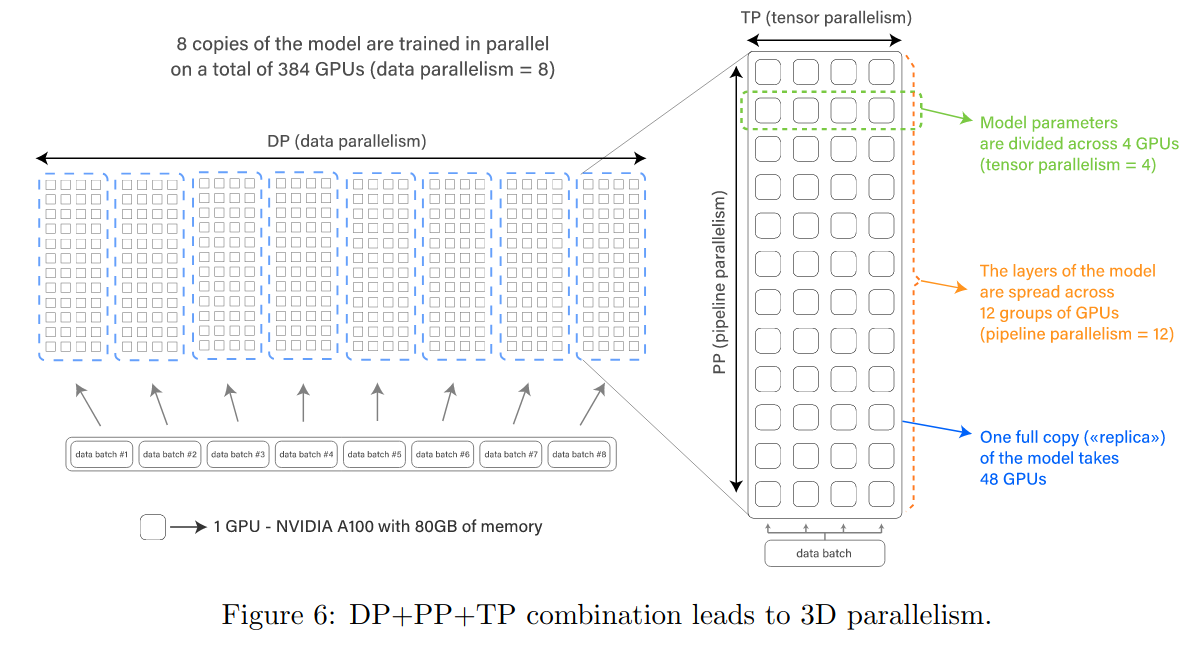 8 copies of the model are trained in parallel
on a total of 384 GPUs (data parallelism = 8)
DP (data parallelism)
data batch #1
data batch #2
data batch #3
data batch #4
data batch #5
data batch #6
data batch #7
data batch #8
1 GPU - NVIDIA A100 with 80GB of memory
TP (tensor parallelism)
PP (pipeline parallelism)
Model parameters
are divided across 4 GPUs
(tensor parallelism = 4)
The layers of the model
are spread across
12 groups of GPUs
(pipeline parallelism = 12)
One full copy («replica»)
of the model takes
48 GPUs
data batch
Figure 6: DP+PP+TP combination leads to 3D parallelism.